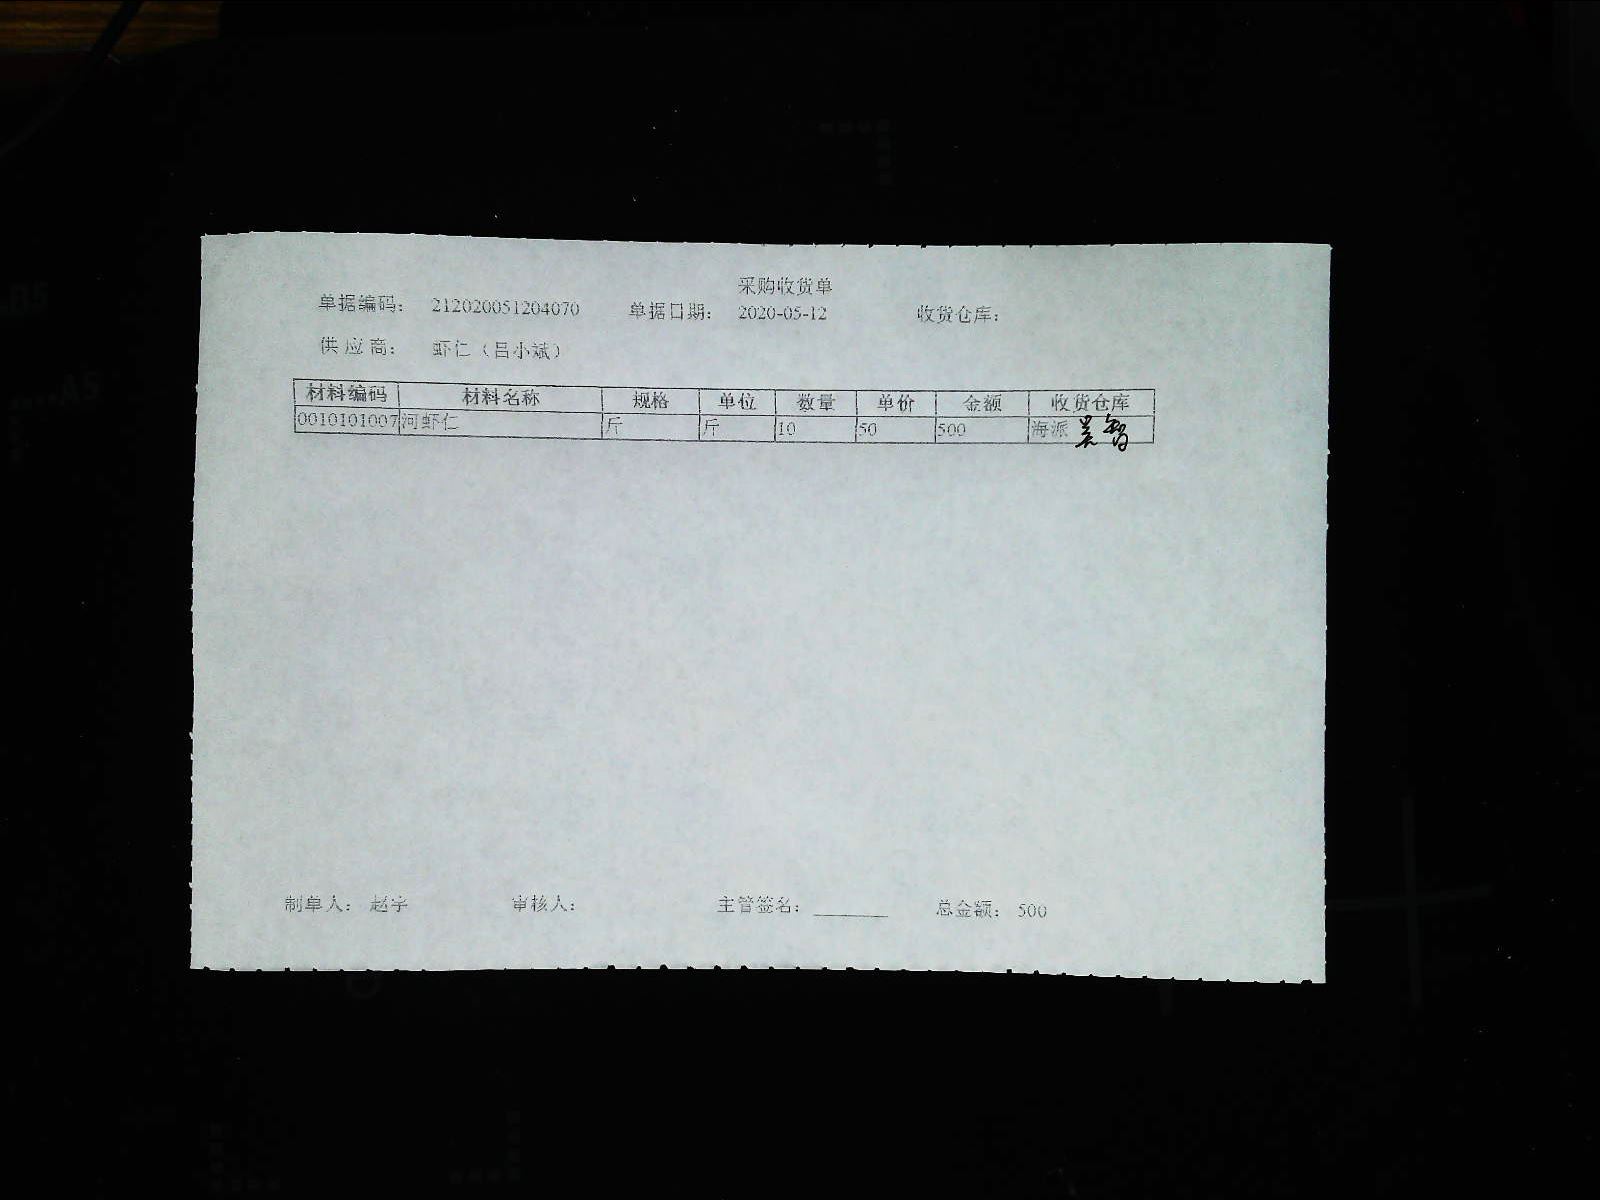 采购收货单
单据编码： 212020051204070 单据日期： 2020-05-12 收货仓库：
供应商： 虾仁（吕小斌）
材料编码 材料名称 规格 单位 数量 单价 金额 收货仓库
0010101007 河虾仁 斤 斤 10 50 500 海派
制单人： 赵宇 审核人： 主管签名： ______ 总金额： 500